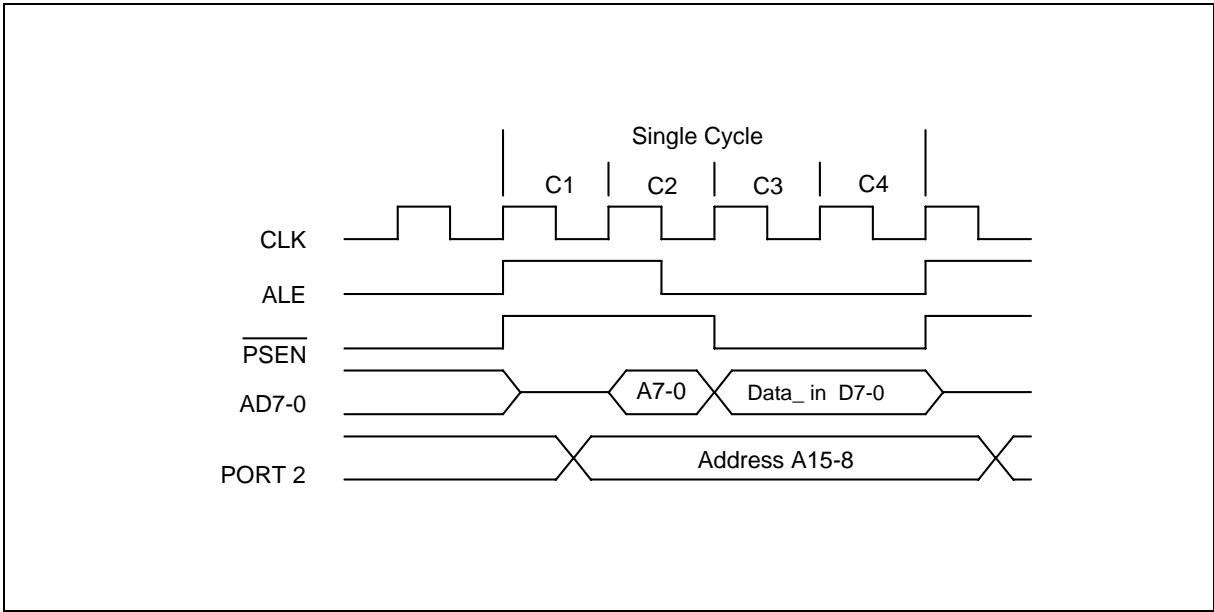 Single Cycle
C1 C2 C3 C4
CLK
ALE
PSEN
AD7-0 A7-0 Data_ in D7-0
PORT 2 Address A15-8